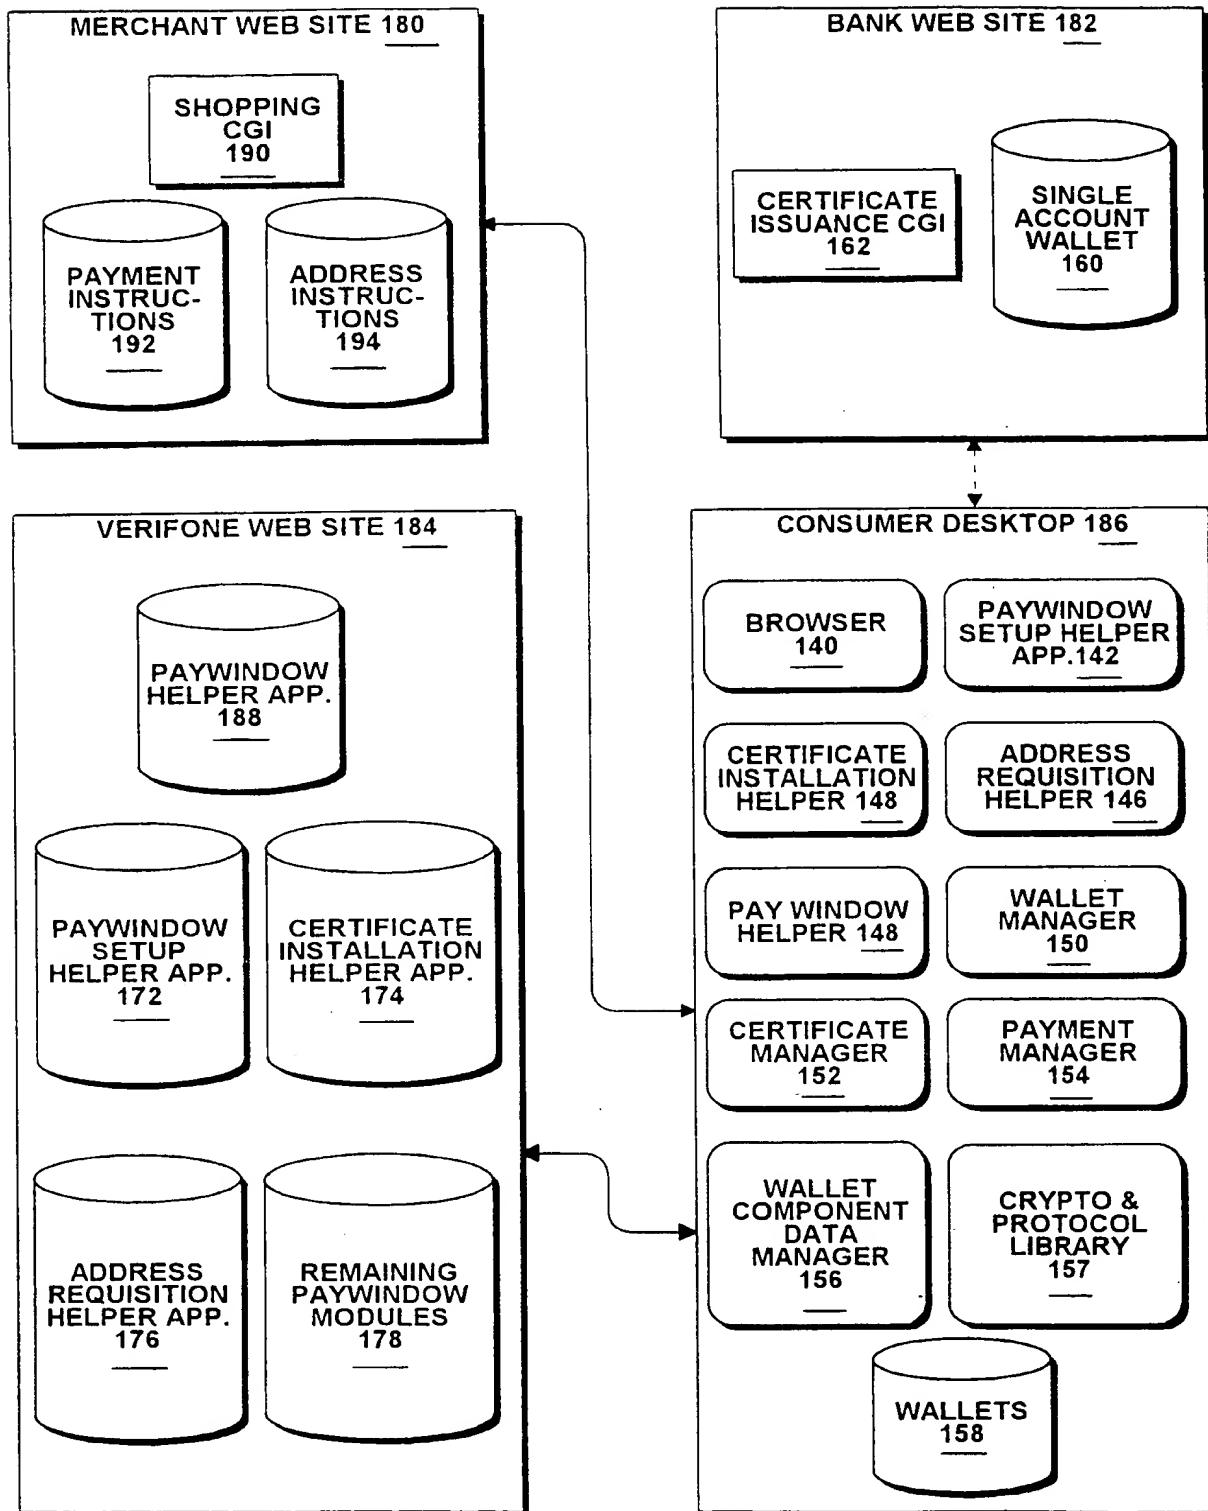 MERCHANT WEB SITE 180
SHOPPING
CGI
190
PAYMENT
INSTRUC-
TIONS
192
ADDRESS
INSTRUC-
TIONS
194
BANK WEB SITE 182
CERTIFICATE
ISSUANCE CGI
162
SINGLE
ACCOUNT
WALLET
160
VERIFONE WEB SITE 184
PAYWINDOW
HELPER APP.
188
PAYWINDOW
SETUP
HELPER APP.
172
CERTIFICATE
INSTALLATION
HELPER APP.
174
ADDRESS
REQUISITION
HELPER APP.
176
REMAINING
PAYWINDOW
MODULES
178
CONSUMER DESKTOP 186
BROWSER
140
PAYWINDOW
SETUP HELPER
APP.142
CERTIFICATE
INSTALLATION
HELPER 148
ADDRESS
REQUISITION
HELPER 146
PAY WINDOW
HELPER 148
WALLET
MANAGER
150
CERTIFICATE
MANAGER
152
PAYMENT
MANAGER
154
WALLET
COMPONENT
DATA
MANAGER
156
CRYPTO &
PROTOCOL
LIBRARY
157
WALLETS
158